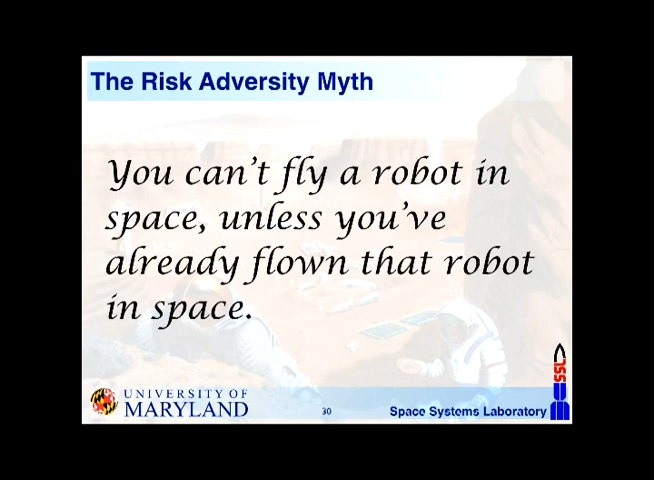 The Risk Adversity Myth
You can't fly a robot in
space, unless you've
already flown that robot
in space.
UNIVERSITY OF
MARYLAND
30
Space Systems Laboratory
SSL